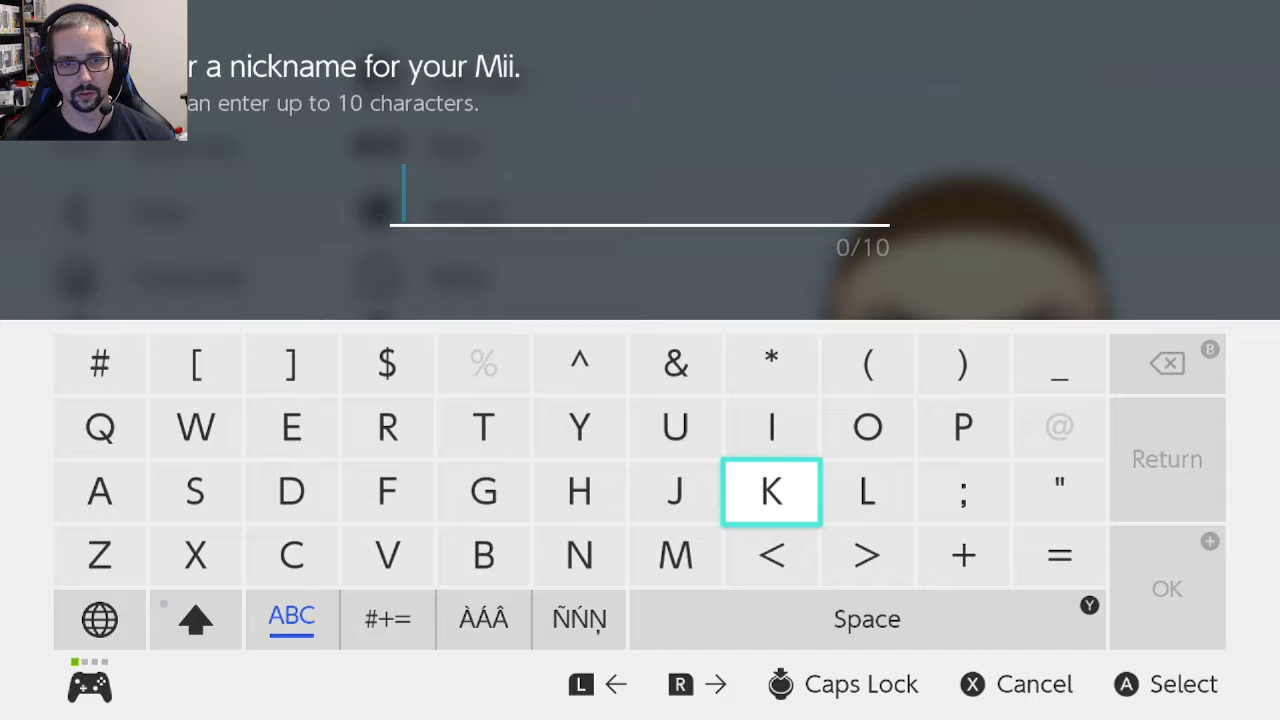 r a nickname for your Mii.
an enter up to 10 characters.
0/10
# [ ] $ % ^ & * ( ) _ B
Q W E R T Y U I O P @ Return
A S D F G H J K L ; "
Z X C V B N M < > + = + OK
ABC #+= ÀÁÂ ÑŃŅ Space Y
L ← R → Caps Lock X Cancel A Select